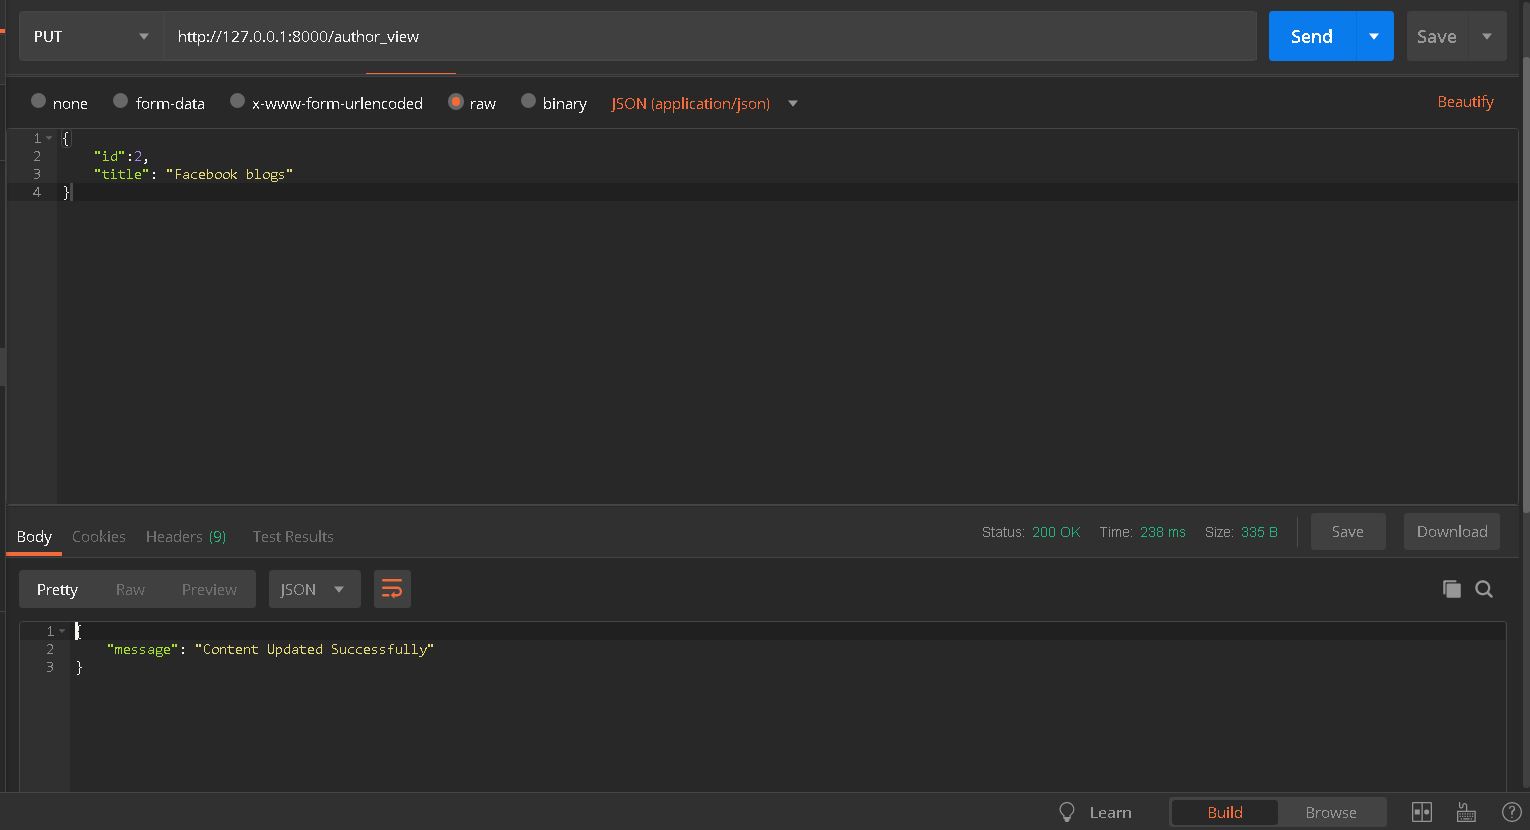 PUT http://127.0.0.1:8000/author_view Send Save
none form-data x-www-form-urlencoded raw binary JSON (application/json) Beautify
1 {
2 "id":2,
3 "title": "Facebook blogs"
4 }
Body Cookies Headers (9) Test Results Status: 200 OK Time: 238 ms Size: 335 B Save Download
Pretty Raw Preview JSON
1 {
2 "message": "Content Updated Successfully"
3 }
Learn Build Browse ?